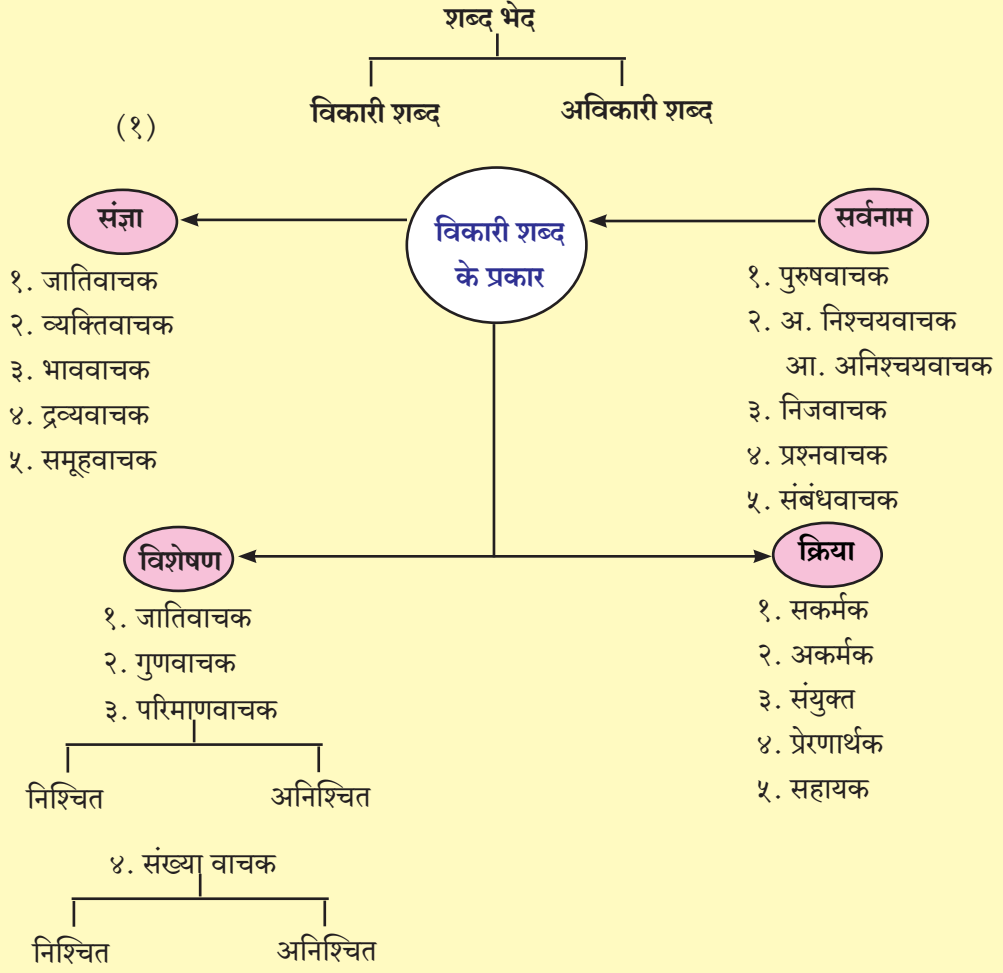 शब्द भेद
विकारी शब्द
अविकारी शब्द
(१)
विकारी शब्द
के प्रकार
संज्ञा
१. जातिवाचक
२. व्यक्तिवाचक
३. भाववाचक
४. द्रव्यवाचक
५. समूहवाचक
सर्वनाम
१. पुरुषवाचक
२. अ. निश्चयवाचक
आ. अनिश्चयवाचक
३. निजवाचक
४. प्रश्नवाचक
५. संबंधवाचक
विशेषण
१. जातिवाचक
२. गुणवाचक
३. परिमाणवाचक
निश्चित
अनिश्चित
४. संख्या वाचक
निश्चित
अनिश्चित
क्रिया
१. सकर्मक
२. अकर्मक
३. संयुक्त
४. प्रेरणार्थक
५. सहायक